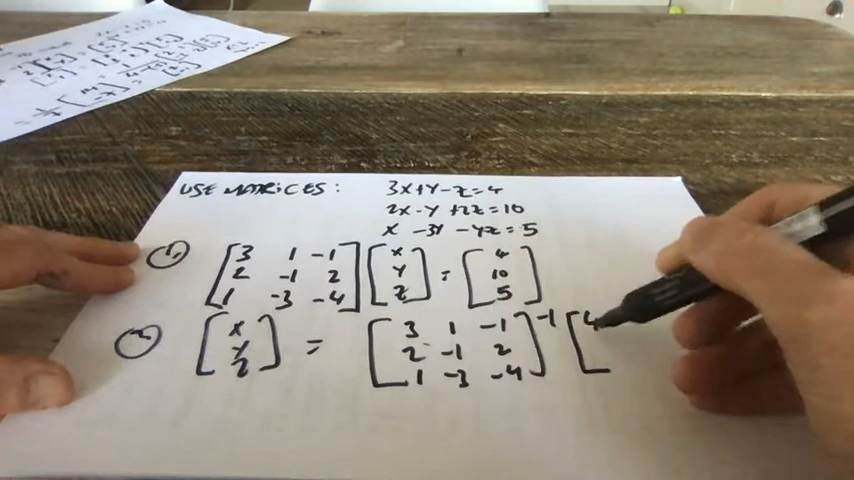 USE MATRICES: 3x+y-z=4
2x-y+2z=10
x-3y-4z=5
1, [3 1 -1 [x [4
2 -1 2 y = 10
1 -3 -4] z] 5]
2, [x [3 1 -1 ]-1 [4
y = 2 -1 2
z] 1 -3 -4]